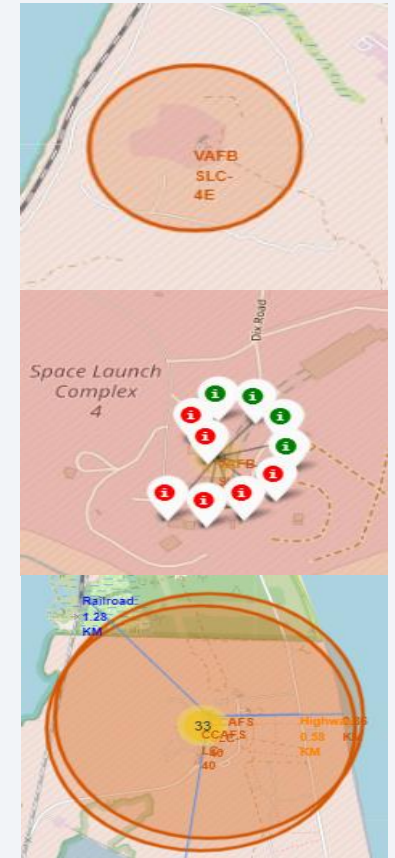 VAFB
SLC-
4E
Dix Road
Space Launch
Complex
4
VAFB-
Railroad:
1.28
KM
33
CCAFS
LC-
40
Highway
0.58
KM
KM